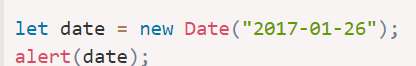 let date = new Date("2017-01-26");
alert(date);